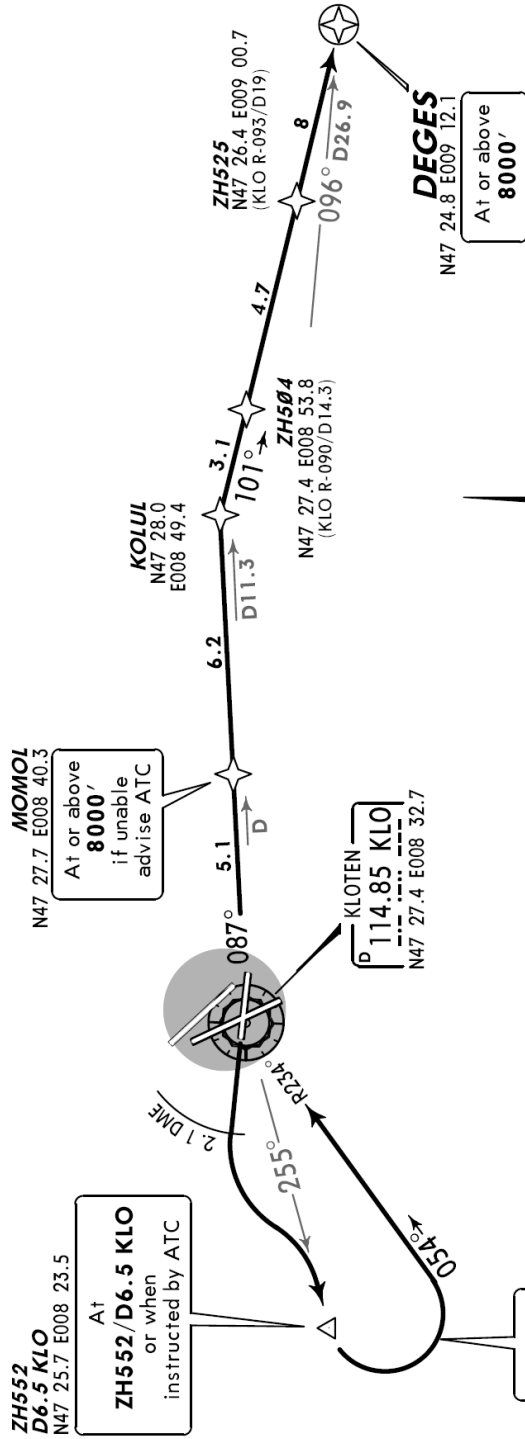 ZH552
D6.5 KLO
N47 25.7 E008 23.5
At
ZH552/D6.5 KLO
or when
instructed by ATC
2.1 DME
255°
R234°
054°
KLOTEN
D 114.85 KLO
N47 27.4 E008 32.7
087°
5.1
D
MOMOL
N47 27.7 E008 40.3
At or above
8000'
if unable
advise ATC
6.2
D11.3
KOLUL
N47 28.0
E008 49.4
3.1
101°
ZH5Ø4
N47 27.4 E008 53.8
(KLO R-090/D14.3)
4.7
ZH525
N47 26.4 E009 00.7
(KLO R-093/D19)
8
096° D26.9
DEGES
N47 24.8 E009 12.1
At or above
8000'